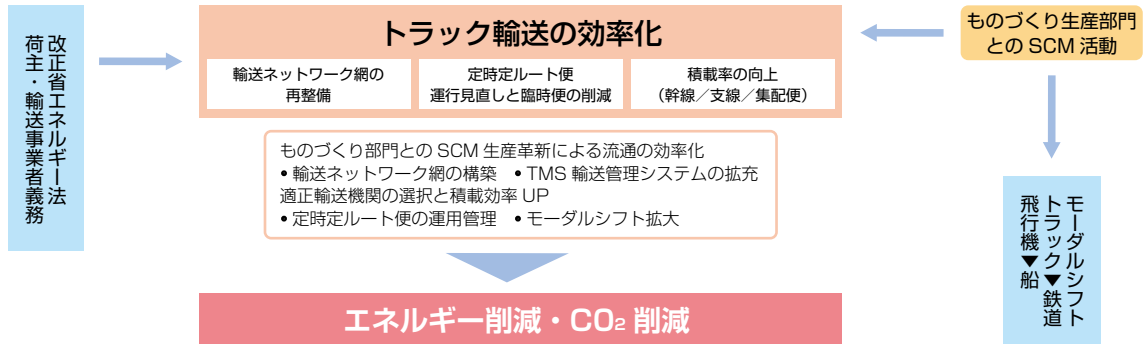 改正省エネルギー法
荷主・輸送事業者義務
トラック輸送の効率化
輸送ネットワーク網の
再整備
定時定ルート便
運行見直しと臨時便の削減
積載率の向上
（幹線／支線／集配便）
ものづくり生産部門
との SCM 活動
ものづくり部門との SCM 生産革新による流通の効率化
• 輸送ネットワーク網の構築 • TMS 輸送管理システムの拡充
適正輸送機関の選択と積載効率 UP
• 定時定ルート便の運用管理 • モーダルシフト拡大
モーダルシフト
トラック▼鉄道
飛行機▼船
エネルギー削減・CO₂ 削減